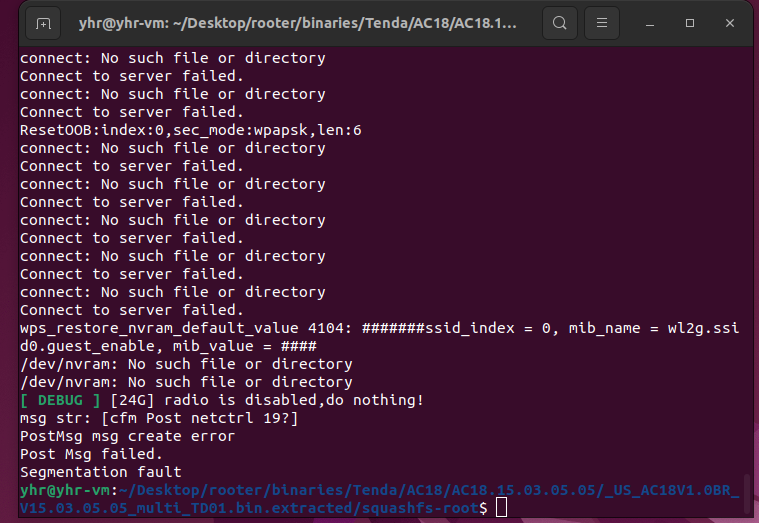 yhr@yhr-vm: ~/Desktop/rooter/binaries/Tenda/AC18/AC18.1...
connect: No such file or directory
Connect to server failed.
connect: No such file or directory
Connect to server failed.
ResetOOB:index:0,sec_mode:wpapsk,len:6
connect: No such file or directory
Connect to server failed.
connect: No such file or directory
Connect to server failed.
connect: No such file or directory
Connect to server failed.
connect: No such file or directory
Connect to server failed.
connect: No such file or directory
Connect to server failed.
wps_restore_nvram_default_value 4104: #######ssid_index = 0, mib_name = wl2g.ssi
d0.guest_enable, mib_value = ####
/dev/nvram: No such file or directory
/dev/nvram: No such file or directory
[ DEBUG ] [24G] radio is disabled,do nothing!
msg str: [cfm Post netctrl 19?]
PostMsg msg create error
Post Msg failed.
Segmentation fault
yhr@yhr-vm:~/Desktop/rooter/binaries/Tenda/AC18/AC18.15.03.05.05/_US_AC18V1.0BR_
V15.03.05.05_multi_TD01.bin.extracted/squashfs-root$